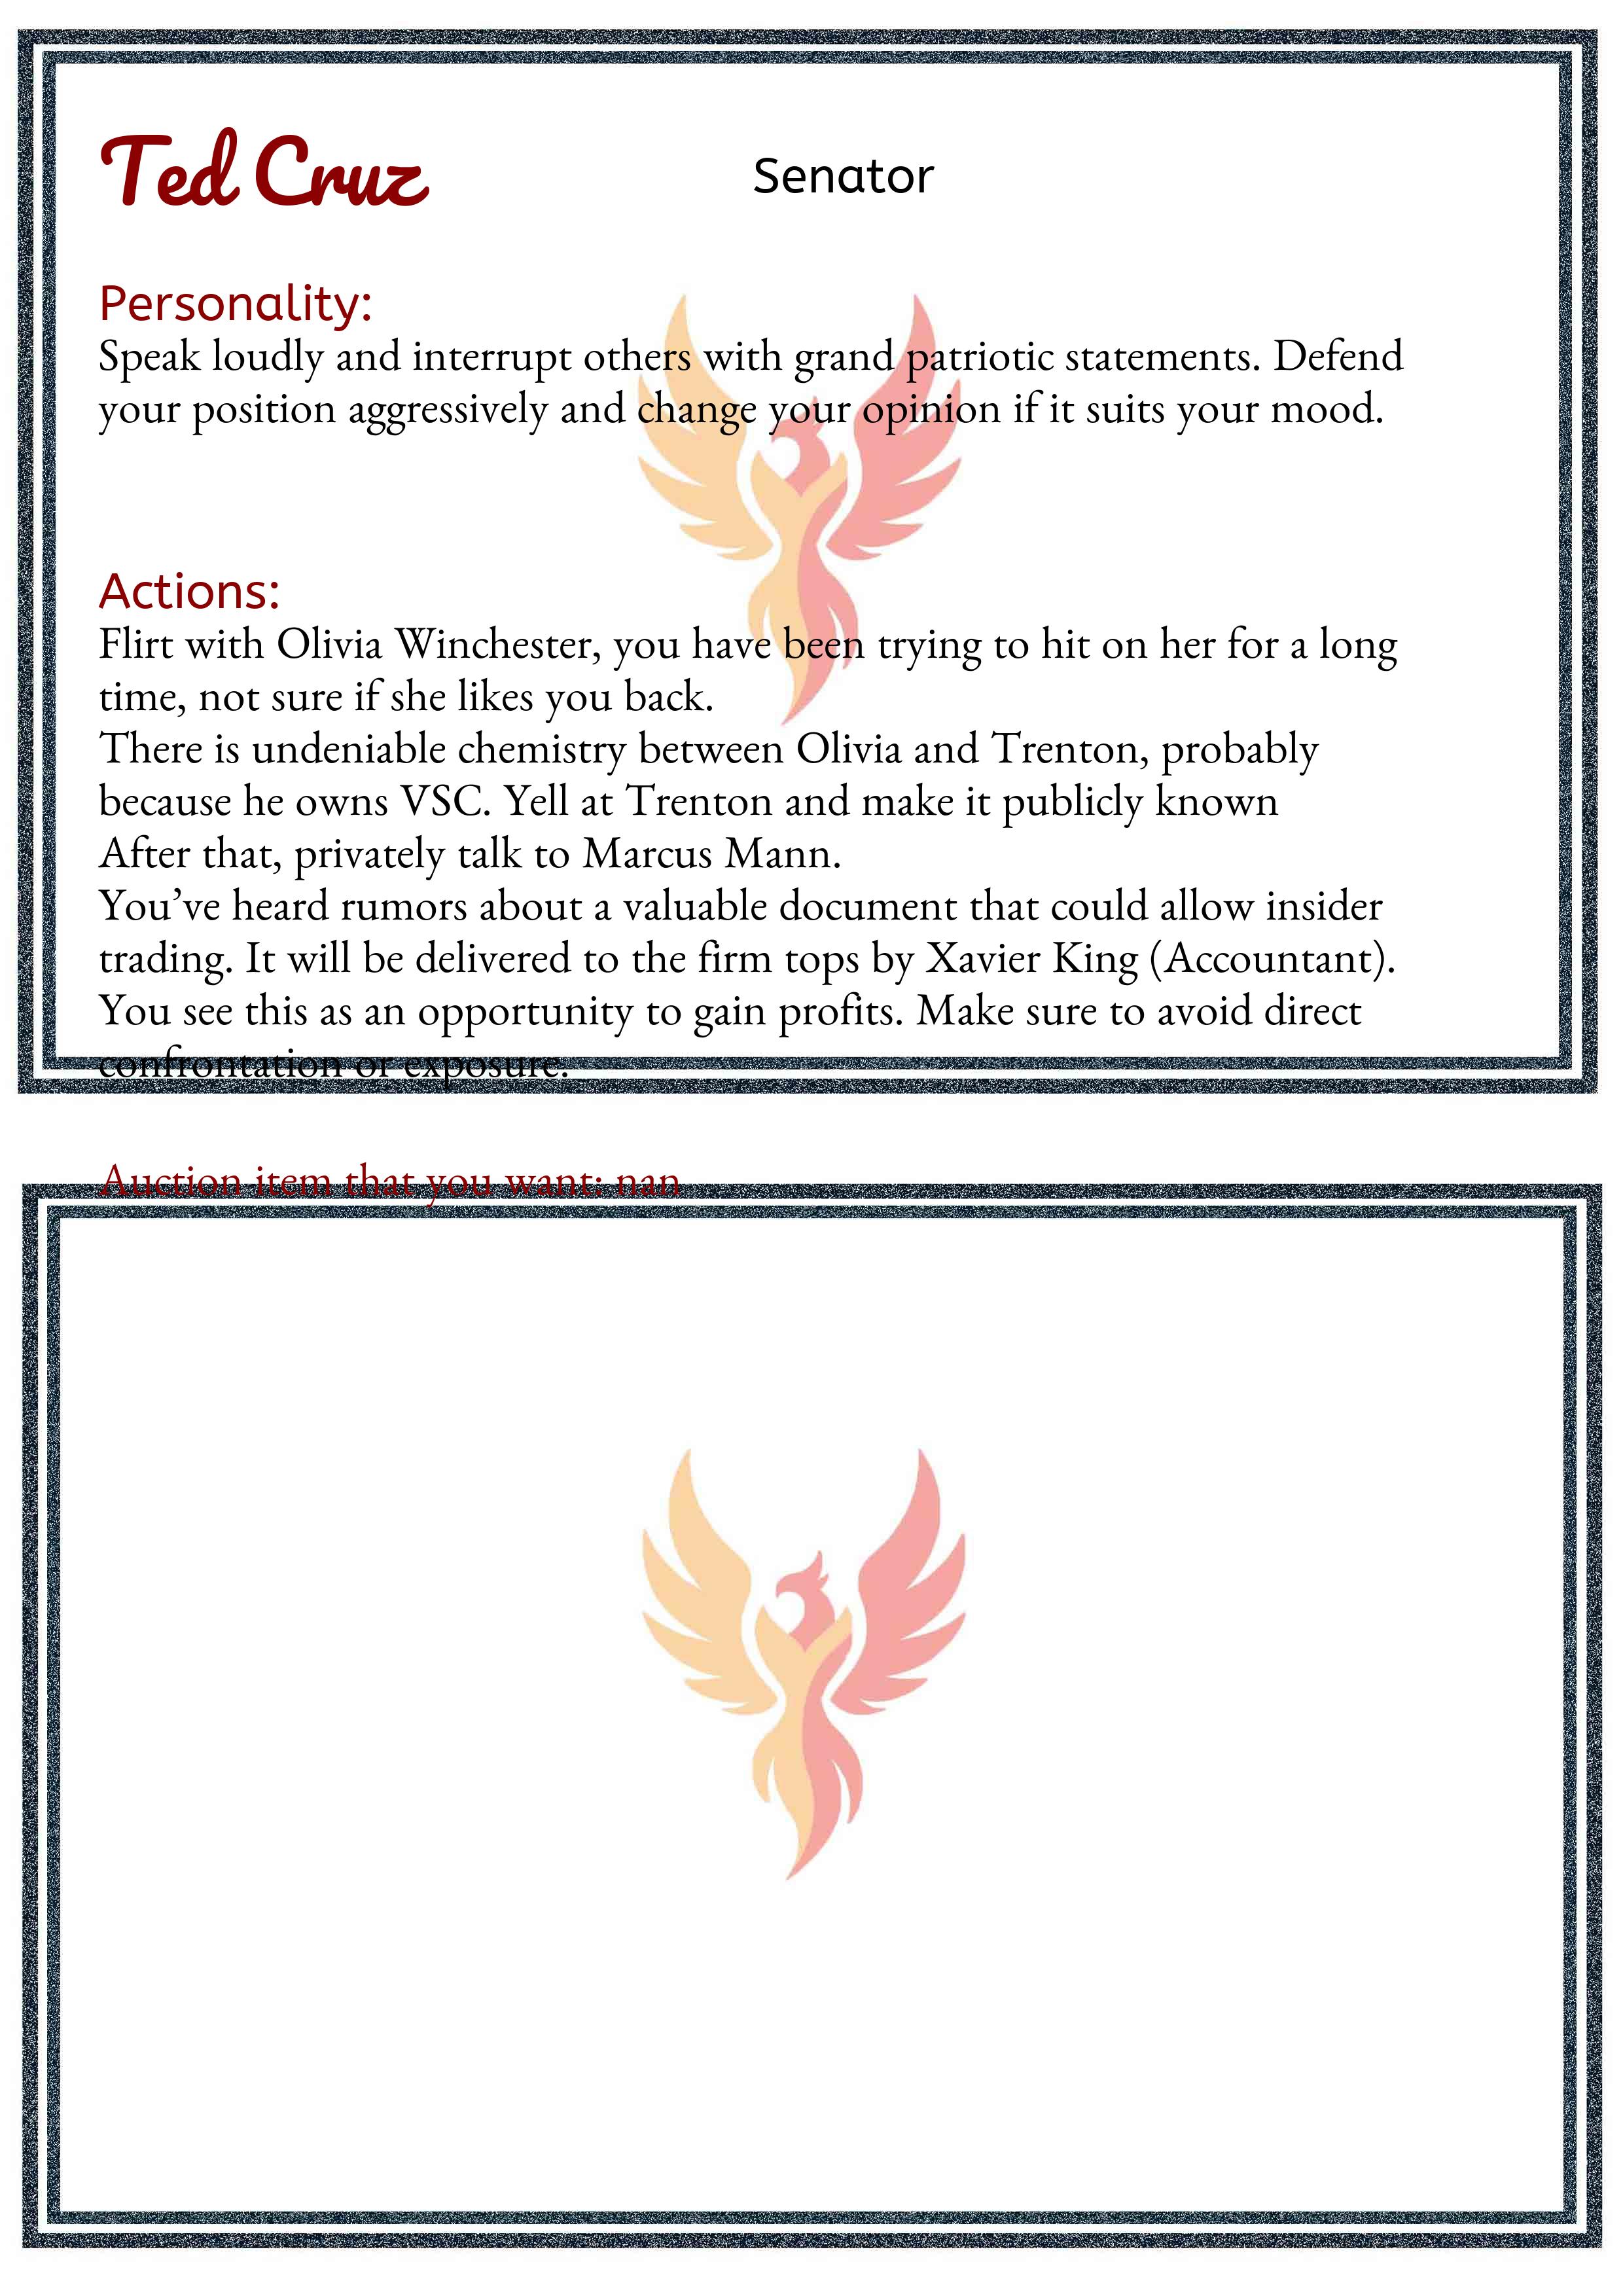 Ted Cruz
Senator
Personality:
Speak loudly and interrupt others with grand patriotic statements. Defend
your position aggressively and change your opinion if it suits your mood.
Actions:
Flirt with Olivia Winchester, you have been trying to hit on her for a long
time, not sure if she likes you back.
There is undeniable chemistry between Olivia and Trenton, probably
because he owns VSC. Yell at Trenton and make it publicly known
After that, privately talk to Marcus Mann.
You’ve heard rumors about a valuable document that could allow insider
trading. It will be delivered to the firm tops by Xavier King (Accountant).
You see this as an opportunity to gain profits. Make sure to avoid direct
confrontation or exposure.
Auction item that you want: nan